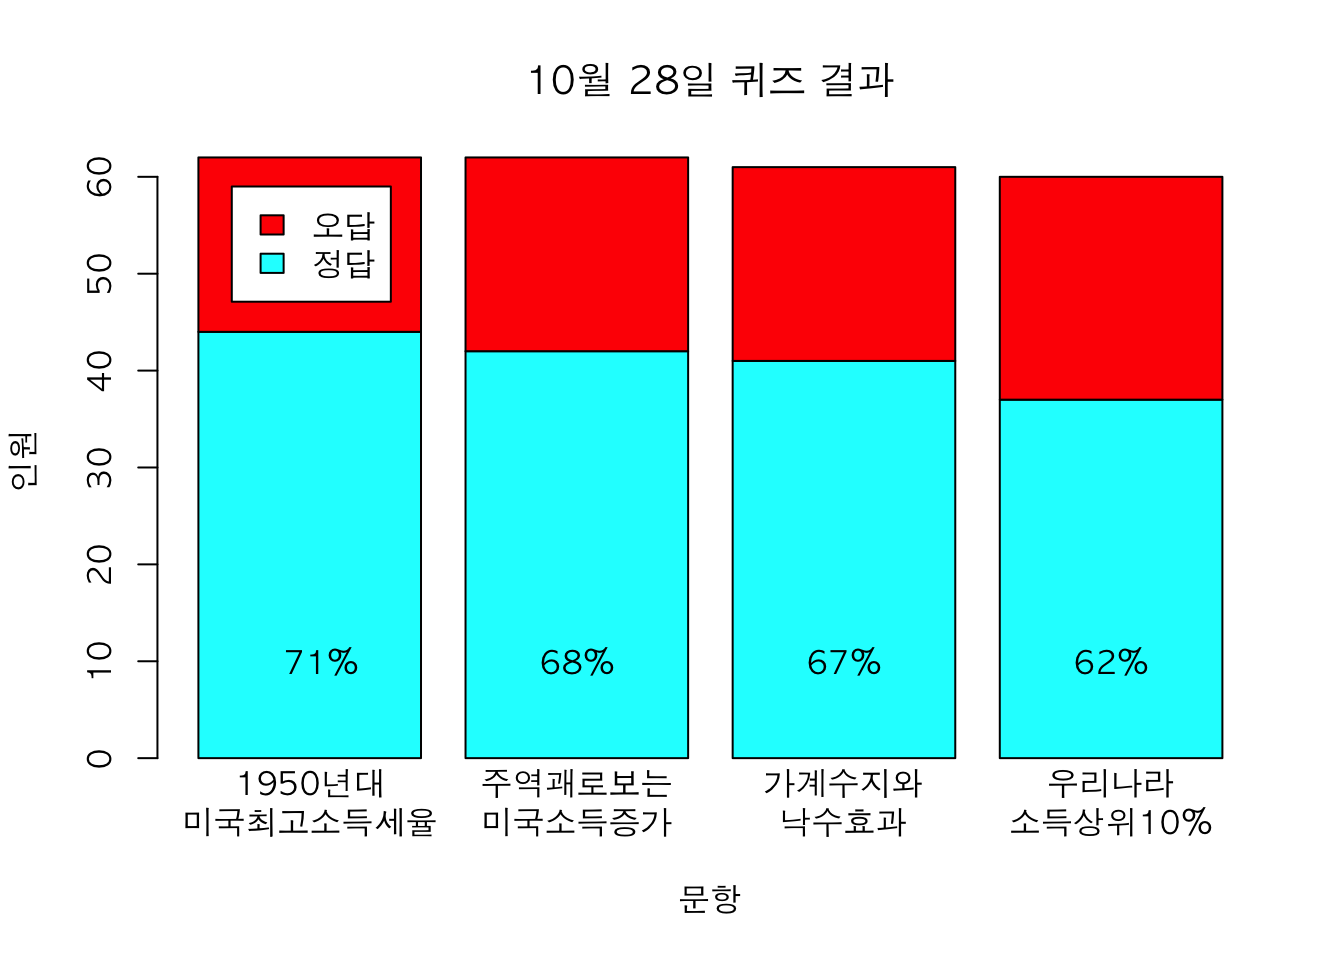 10월 28일 퀴즈 결과
인원
60
50
40
30
20
10
0
오답
정답
71%
68%
67%
62%
1950년대
미국최고소득세율
주역괘로보는
미국소득증가
가계수지와
낙수효과
우리나라
소득상위10%
문항